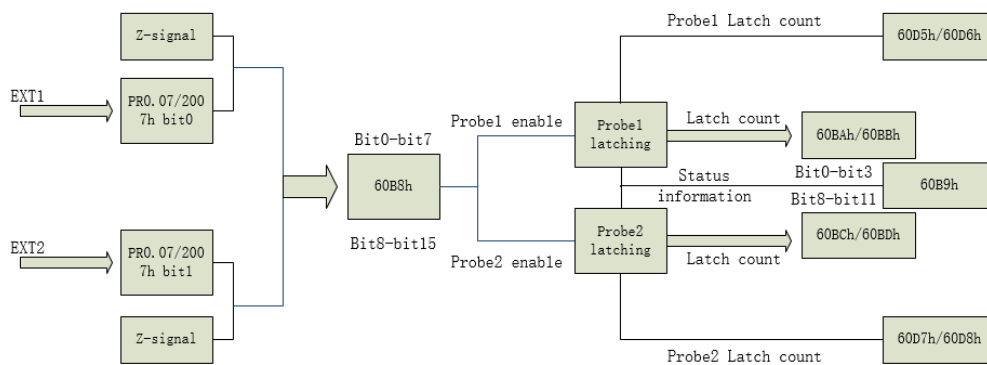 Probe1 Latch count
Z-signal
60D5h/60D6h
EXT1
PR0.07/200
7h bit0
Probe1 enable
Probe1
latching
Latch count
60BAh/60BBh
Bit0-bit7
60B8h
Bit8-bit15
Status
information
Bit0-bit3
60B9h
Bit8-bit11
EXT2
PR0.07/200
7h bit1
Probe2 enable
Probe2
latching
Latch count
60BCh/60BDh
Z-signal
60D7h/60D8h
Probe2 Latch count